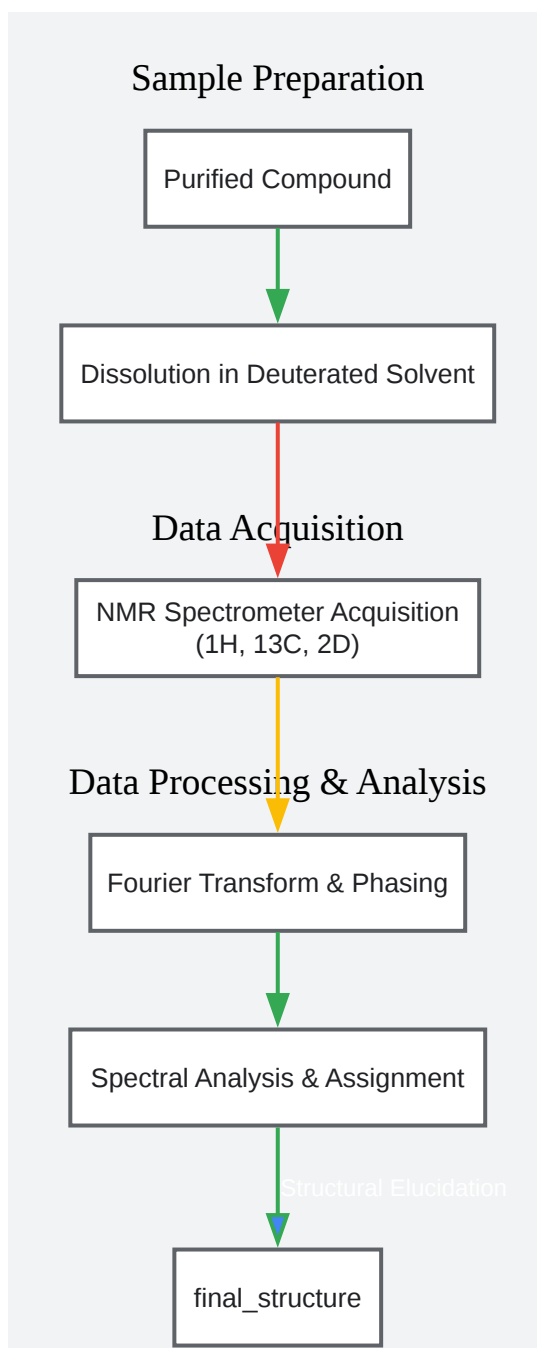 Sample Preparation
Purified Compound
Dissolution in Deuterated Solvent
Data Acquisition
NMR Spectrometer Acquisition
(1H, 13C, 2D)
Data Processing & Analysis
Fourier Transform & Phasing
Spectral Analysis & Assignment
Structural Elucidation
final_structure